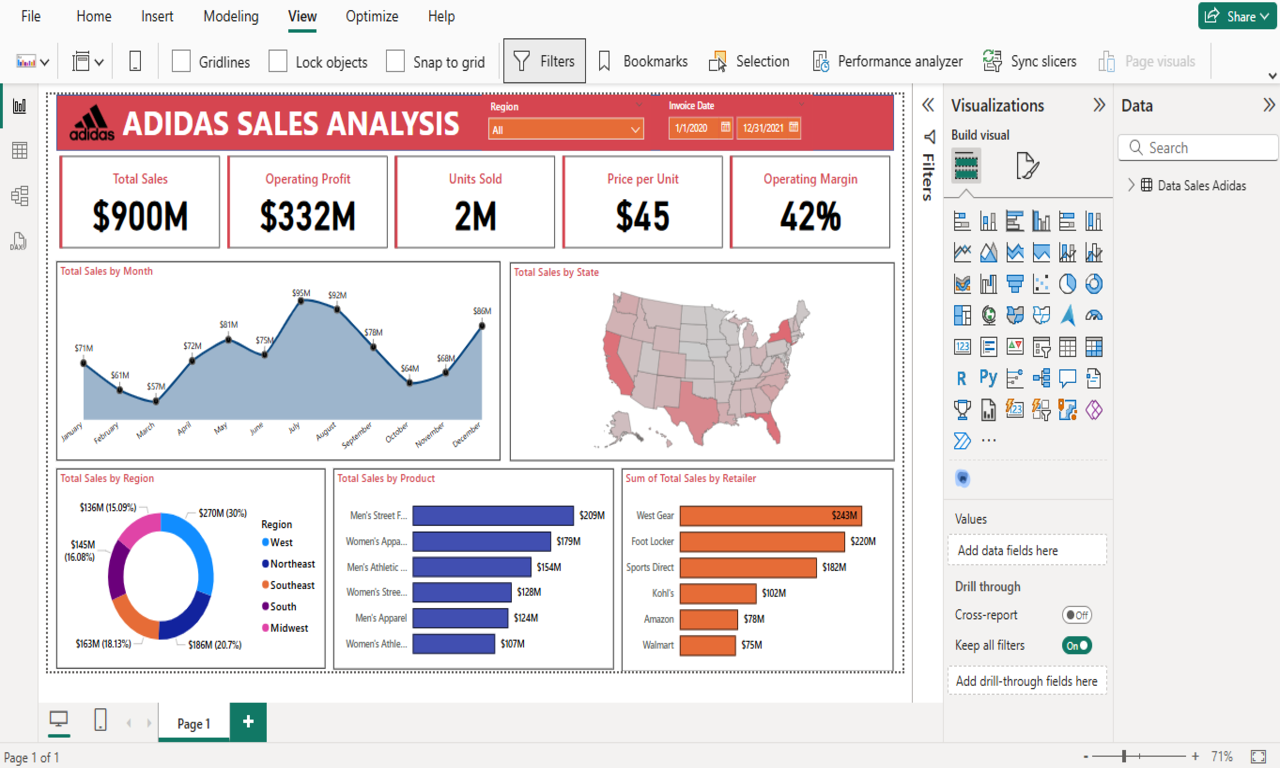 File Home Insert Modeling View Optimize Help Share
Gridlines Lock objects Snap to grid Filters Bookmarks Selection Performance analyzer Sync slicers Page visuals
adidas ADIDAS SALES ANALYSIS
Region
All
Invoice Date
1/1/2020 12/31/2021
Total Sales
$900M
Operating Profit
$332M
Units Sold
2M
Price per Unit
$45
Operating Margin
42%
Total Sales by Month
$71M $61M $57M $72M $81M $75M $95M $92M $78M $64M $68M $86M
January February March April May June July August September October November December
Total Sales by State
Total Sales by Region
$136M (15.09%)
$270M (30%)
$145M
(16.08%)
$163M (18.13%)
$186M (20.7%)
Region
West
Northeast
Southeast
South
Midwest
Total Sales by Product
Men's Street F... $209M
Women's Appa... $179M
Men's Athletic ... $154M
Women's Stree... $128M
Men's Apparel $124M
Women's Athle... $107M
Sum of Total Sales by Retailer
West Gear $243M
Foot Locker $220M
Sports Direct $182M
Kohl's $102M
Amazon $78M
Walmart $75M
Filters
Visualizations
Build visual
123
R Py
123
Values
Add data fields here
Drill through
Cross-report Off
Keep all filters On
Add drill-through fields here
Data
Search
Data Sales Adidas
DAX
Page 1 +
Page 1 of 1
- + 71%